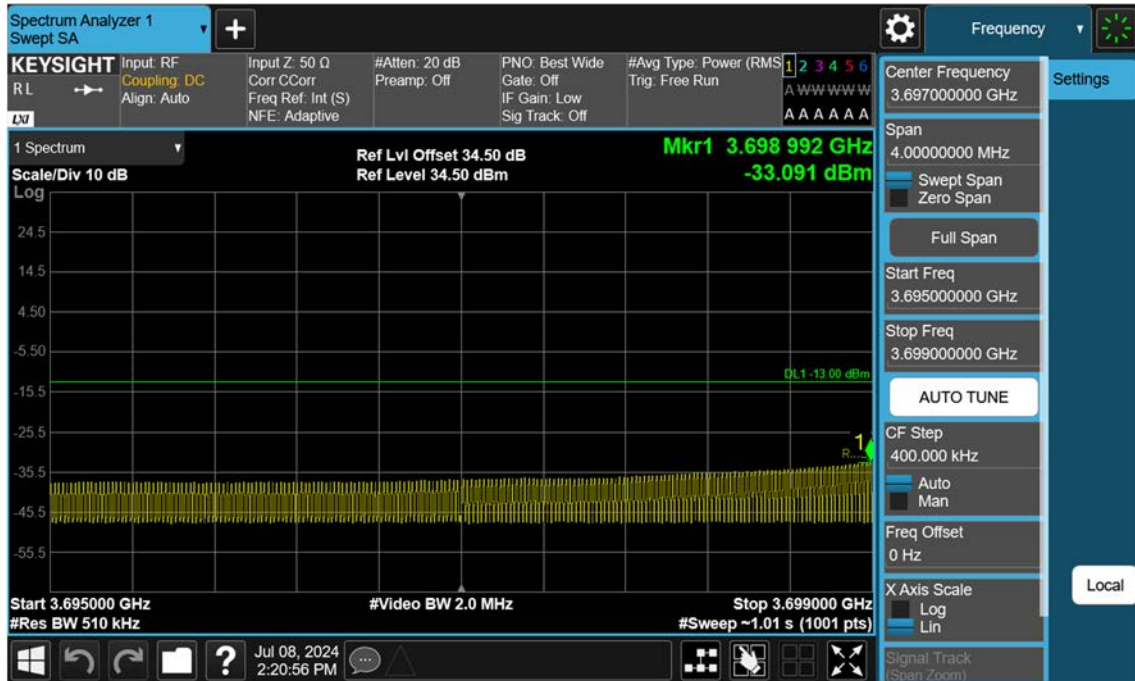 Spectrum Analyzer 1
Swept SA
+
Frequency
KEYSIGHT
RL
LXI
Input: RF
Coupling: DC
Align: Auto
Input Z: 50 Ω
Corr CCorr
Freq Ref: Int (S)
NFE: Adaptive
#Atten: 20 dB
Preamp: Off
PNO: Best Wide
Gate: Off
IF Gain: Low
Sig Track: Off
#Avg Type: Power (RMS
Trig: Free Run
1 2 3 4 5 6
A W W W W W
A A A A A A
1 Spectrum
Scale/Div 10 dB
Ref Lvl Offset 34.50 dB
Ref Level 34.50 dBm
Mkr1 3.698 992 GHz
-33.091 dBm
Log
24.5
14.5
4.50
-5.50
DL1 -13.00 dBm
-15.5
-25.5
1
-35.5
-45.5
-55.5
Start 3.695000 GHz
#Res BW 510 kHz
#Video BW 2.0 MHz
Stop 3.699000 GHz
#Sweep ~1.01 s (1001 pts)
Center Frequency
3.697000000 GHz
Span
4.00000000 MHz
Swept Span
Zero Span
Full Span
Start Freq
3.695000000 GHz
Stop Freq
3.699000000 GHz
AUTO TUNE
CF Step
400.000 kHz
Auto
Man
Freq Offset
0 Hz
X Axis Scale
Log
Lin
Signal Track
(Span Zoom)
Settings
Local
?
Jul 08, 2024
2:20:56 PM